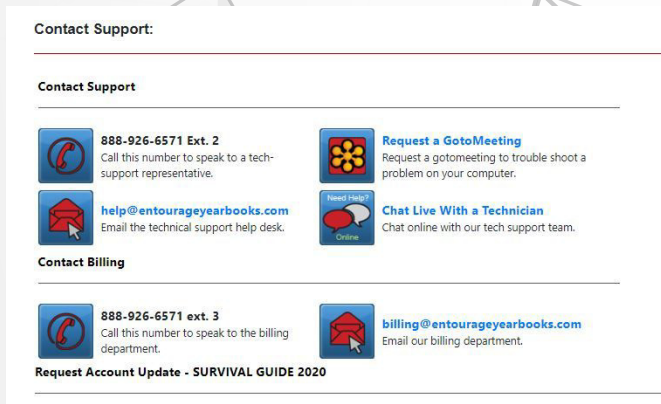 Contact Support:
Contact Support
888-926-6571 Ext. 2
Call this number to speak to a tech-
support representative.
Request a GotoMeeting
Request a gotomeeting to trouble shoot a
problem on your computer.
help@entourageyearbooks.com
Email the technical support help desk.
Need Help?
Online
Chat Live With a Technician
Chat online with our tech support team.
Contact Billing
888-926-6571 ext. 3
Call this number to speak to the billing
department.
billing@entourageyearbooks.com
Email our billing department.
Request Account Update - SURVIVAL GUIDE 2020